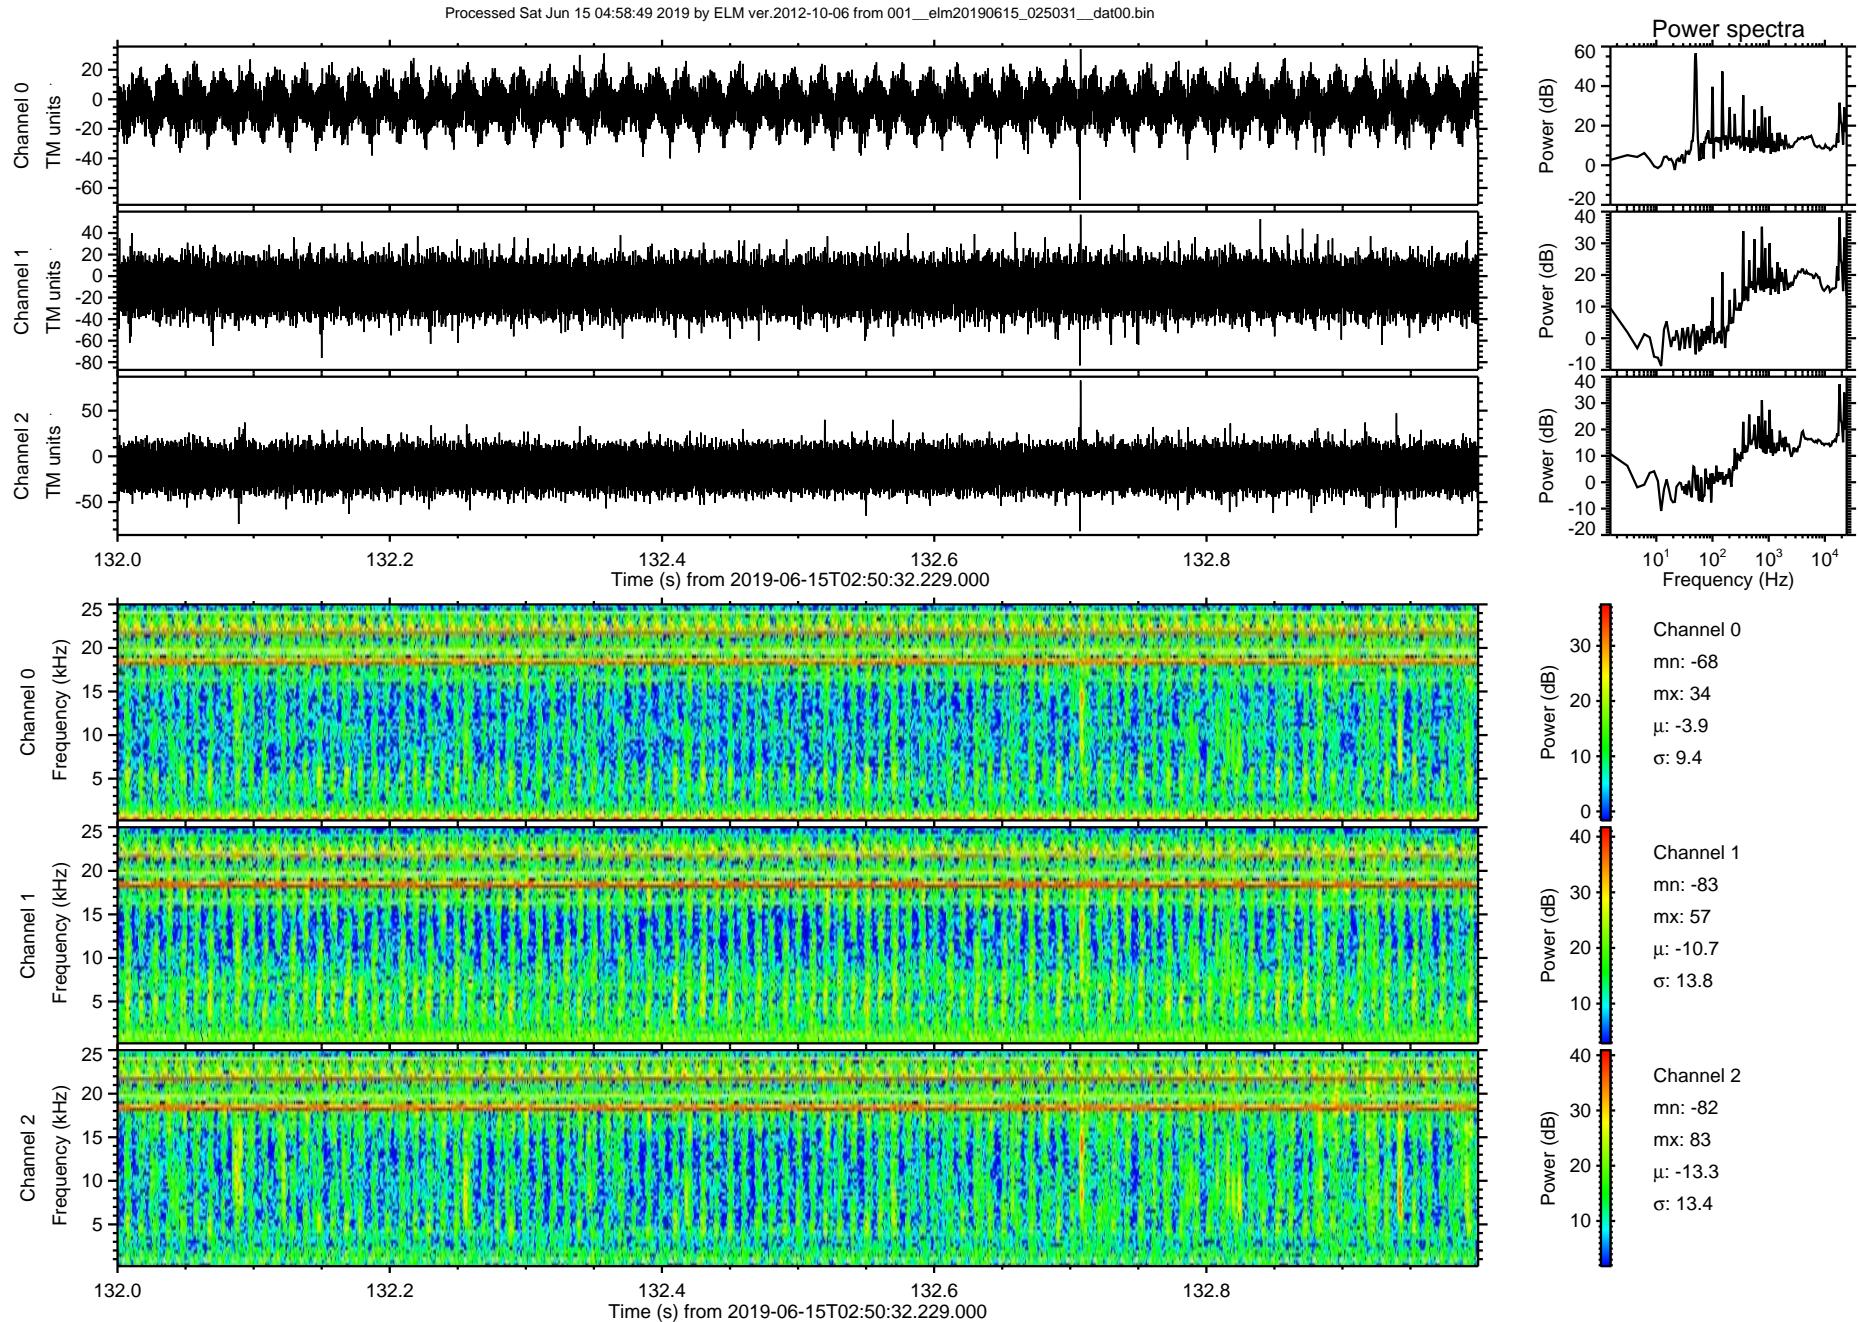 Processed Sat Jun 15 04:58:49 2019 by ELM ver.2012-10-06 from 001__elm20190615_025031__dat00.bin
Power spectra
Channel 0
TM units
20
0
-20
-40
-60
Power (dB)
60
40
20
0
-20
Channel 1
TM units
40
20
0
-20
-40
-60
-80
Power (dB)
40
30
20
10
0
-10
Channel 2
TM units
50
0
-50
Power (dB)
40
30
20
10
0
-10
-20
132.0 132.2 132.4 132.6 132.8
Time (s) from 2019-06-15T02:50:32.229.000
10^1 10^2 10^3 10^4
Frequency (Hz)
Channel 0
Frequency (kHz)
25
20
15
10
5
Power (dB)
30
20
10
0
Channel 0
mn: -68
mx: 34
μ: -3.9
σ: 9.4
Channel 1
Frequency (kHz)
25
20
15
10
5
Power (dB)
40
30
20
10
Channel 1
mn: -83
mx: 57
μ: -10.7
σ: 13.8
Channel 2
Frequency (kHz)
25
20
15
10
5
Power (dB)
40
30
20
10
Channel 2
mn: -82
mx: 83
μ: -13.3
σ: 13.4
132.0 132.2 132.4 132.6 132.8
Time (s) from 2019-06-15T02:50:32.229.000